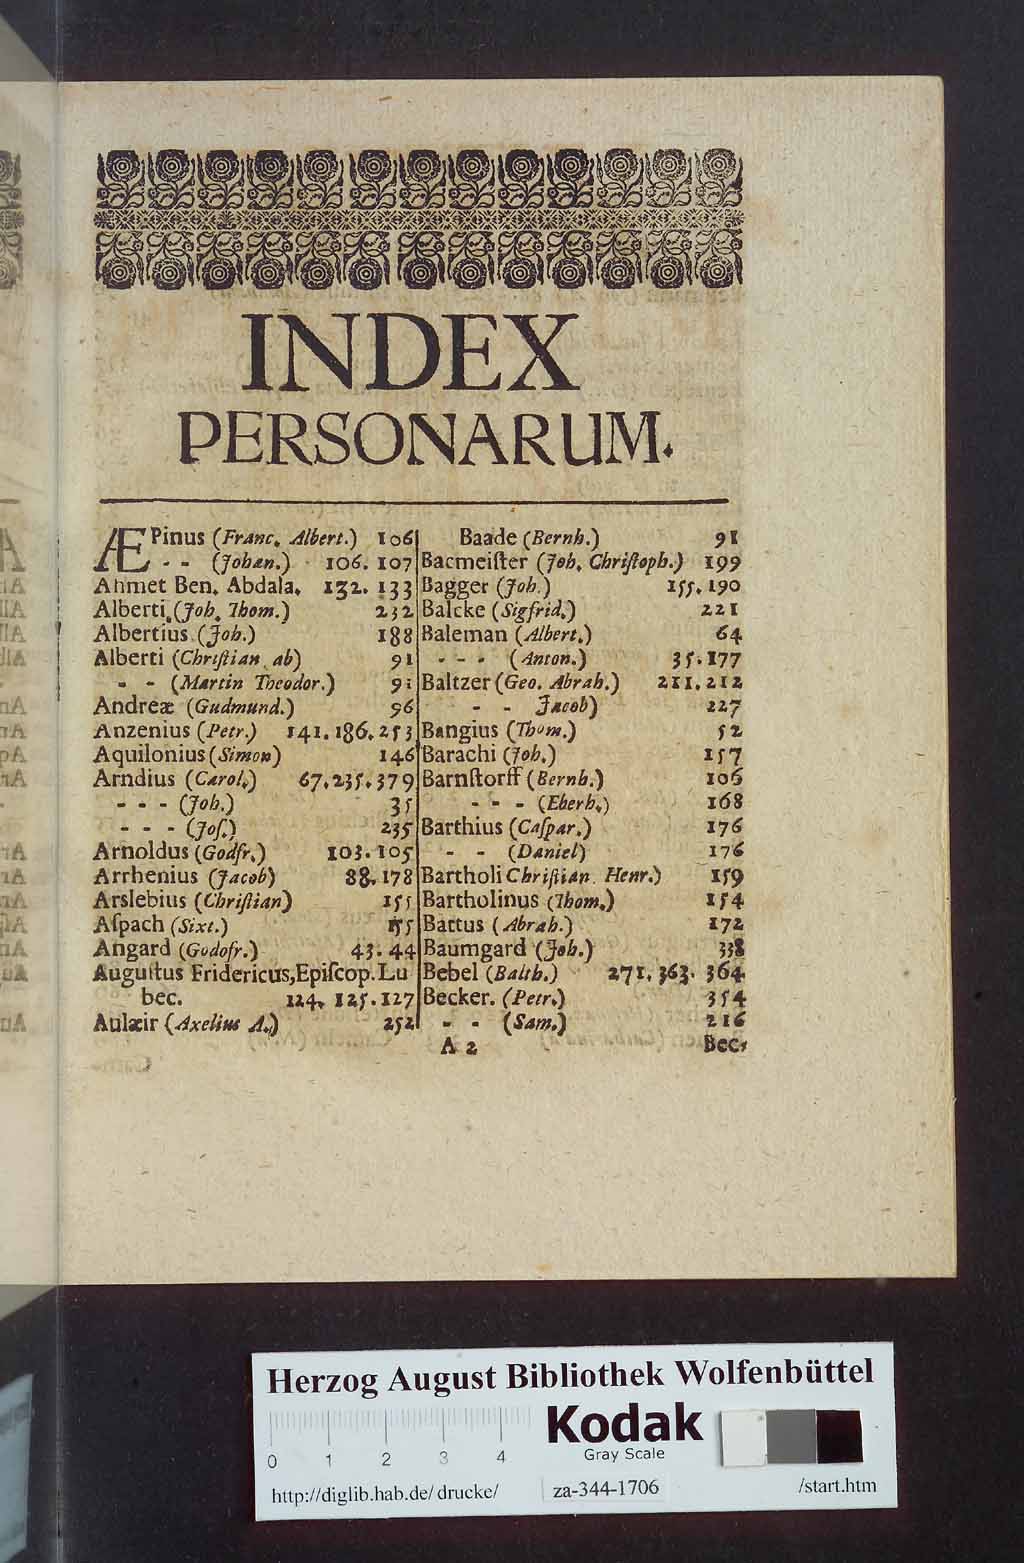 INDEX
PERSONARUM.
ÆPinus (Franc. Albert.) 106
- - (Johan.) 106. 107
Ahmet Ben. Abdala. 132. 133
Alberti (Joh. Thom.) 232
Albertius (Joh.) 188
Alberti (Chriſtian ab) 91
- - (Martin Theodor.) 91
Andreæ (Gudmund.) 96
Anzenius (Petr.) 141. 186. 253
Aquilonius (Simon) 146
Arndius (Carol.) 67. 235. 379
- - - (Joh.) 35
- - - (Joſ.) 235
Arnoldus (Godfr.) 103. 105
Arrhenius (Jacob) 88. 178
Arslebius (Chriſtian) 155
Aſpach (Sixt.) 155
Angard (Godofr.) 43. 44
Auguſtus Fridericus, Epiſcop. Lu
bec. 124. 125. 127
Aulæir (Axelius A.) 252
Baade (Bernh.) 91
Bacmeiſter (Joh. Chriſtoph.) 199
Bagger (Joh.) 155. 190
Balcke (Sigfrid.) 221
Baleman (Albert.) 64
- - - (Anton.) 35. 177
Baltzer (Geo. Abrah.) 211. 212
- - Jacob) 227
Bangius (Thom.) 52
Barachi (Joh.) 157
Barnſtorff (Bernh.) 106
- - - (Eberh.) 168
Barthius (Caſpar.) 176
- - (Daniel) 176
Bartholi Chriſtian. Henr.) 159
Bartholinus (Thom.) 154
Battus (Abrah.) 172
Baumgard (Joh.) 338
Bebel (Balth.) 271. 363. 364
Becker. (Petr.) 354
- - (Sam.) 216
A 2 Bec-
Herzog August Bibliothek Wolfenbüttel
Kodak
Gray Scale
0 1 2 3 4
http://diglib.hab.de/drucke/ za-344-1706 /start.htm